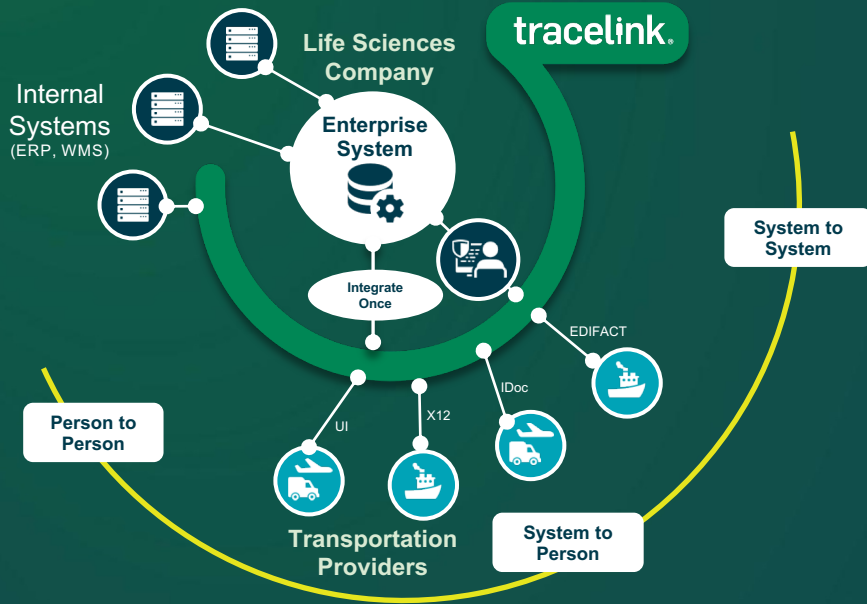 tracelink.
Life Sciences
Company
Internal
Systems
(ERP, WMS)
Enterprise
System
System to
System
Integrate
Once
EDIFACT
IDoc
X12
UI
Person to
Person
System to
Person
Transportation
Providers